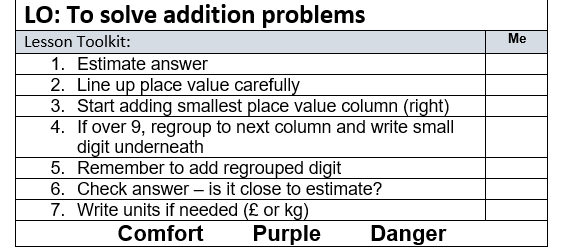 LO: To solve addition problems
Lesson Toolkit: Me
1. Estimate answer
2. Line up place value carefully
3. Start adding smallest place value column (right)
4. If over 9, regroup to next column and write small
digit underneath
5. Remember to add regrouped digit
6. Check answer – is it close to estimate?
7. Write units if needed (£ or kg)
Comfort Purple Danger